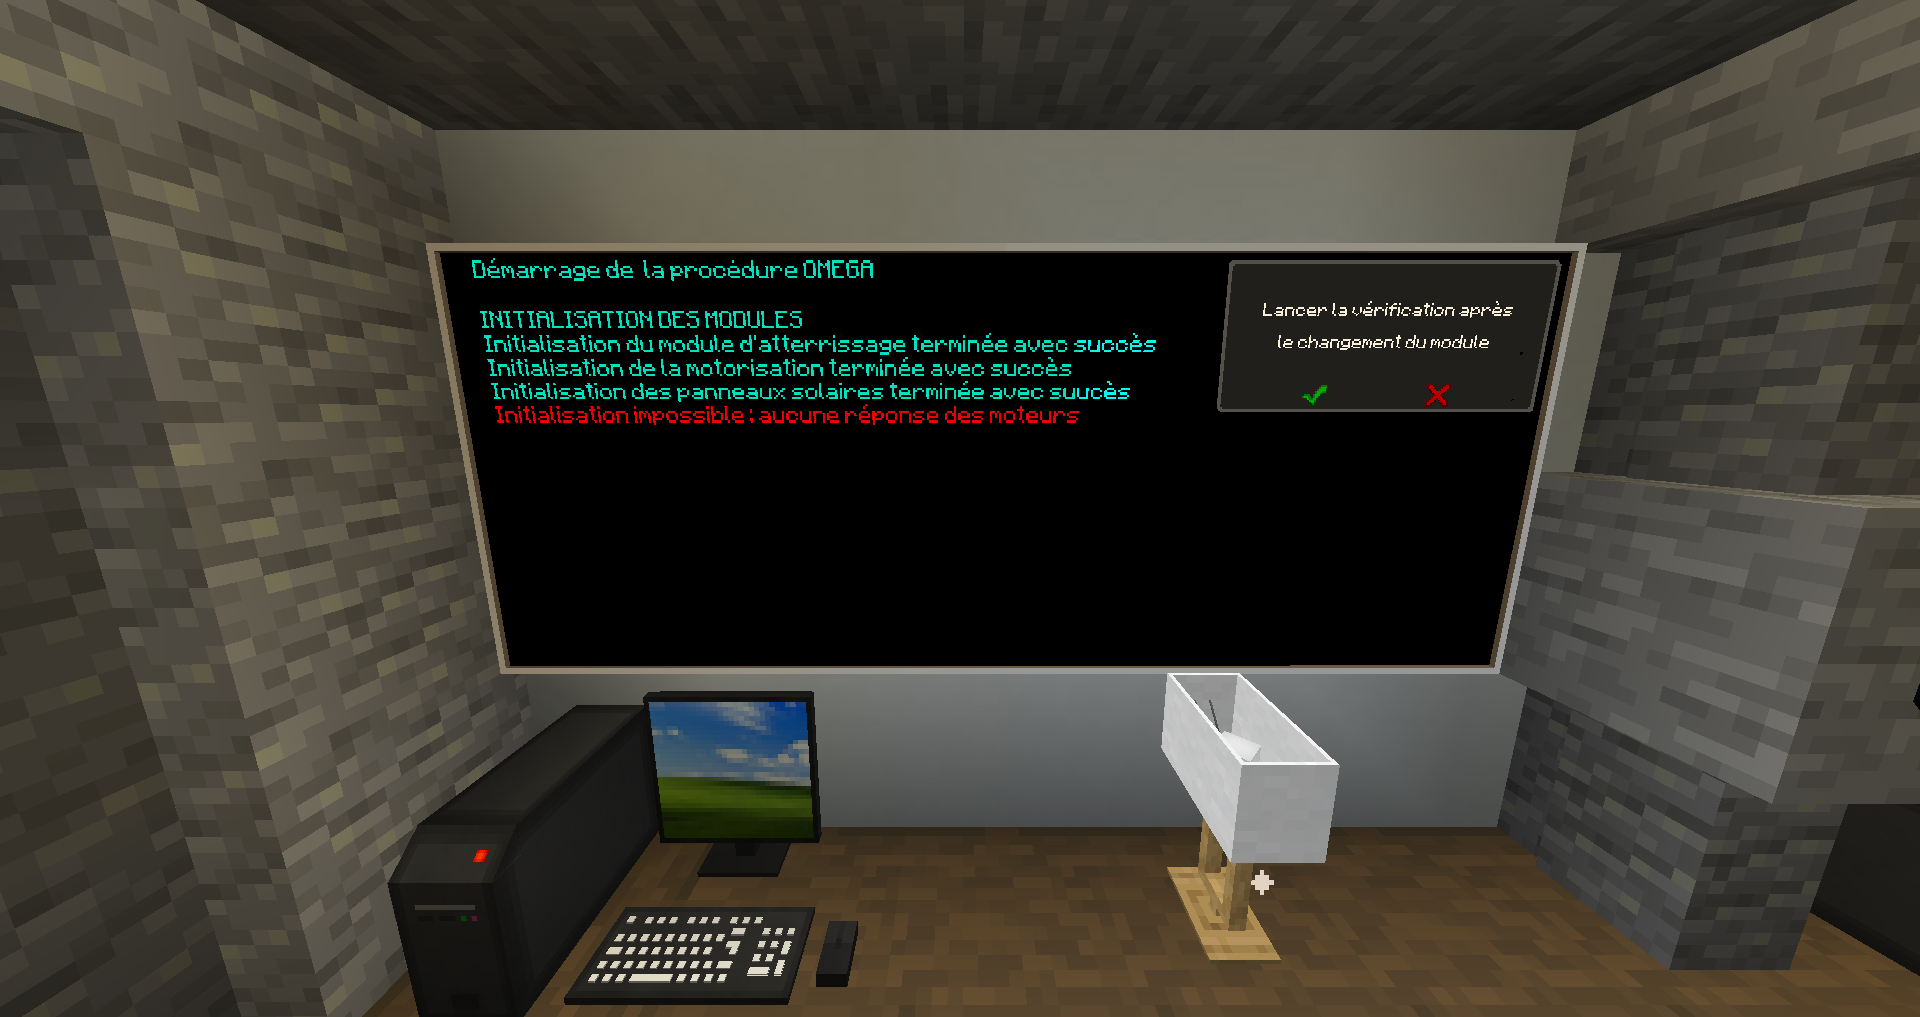 Démarrage de la procédure OMEGA
INITIALISATION DES MODULES
Initialisation du module d'atterrissage terminée avec succès
Initialisation de la motorisation terminée avec succès
Initialisation des panneaux solaires terminée avec suucès
Initialisation impossible : aucune réponse des moteurs
Lancer la vérification après
le changement du module